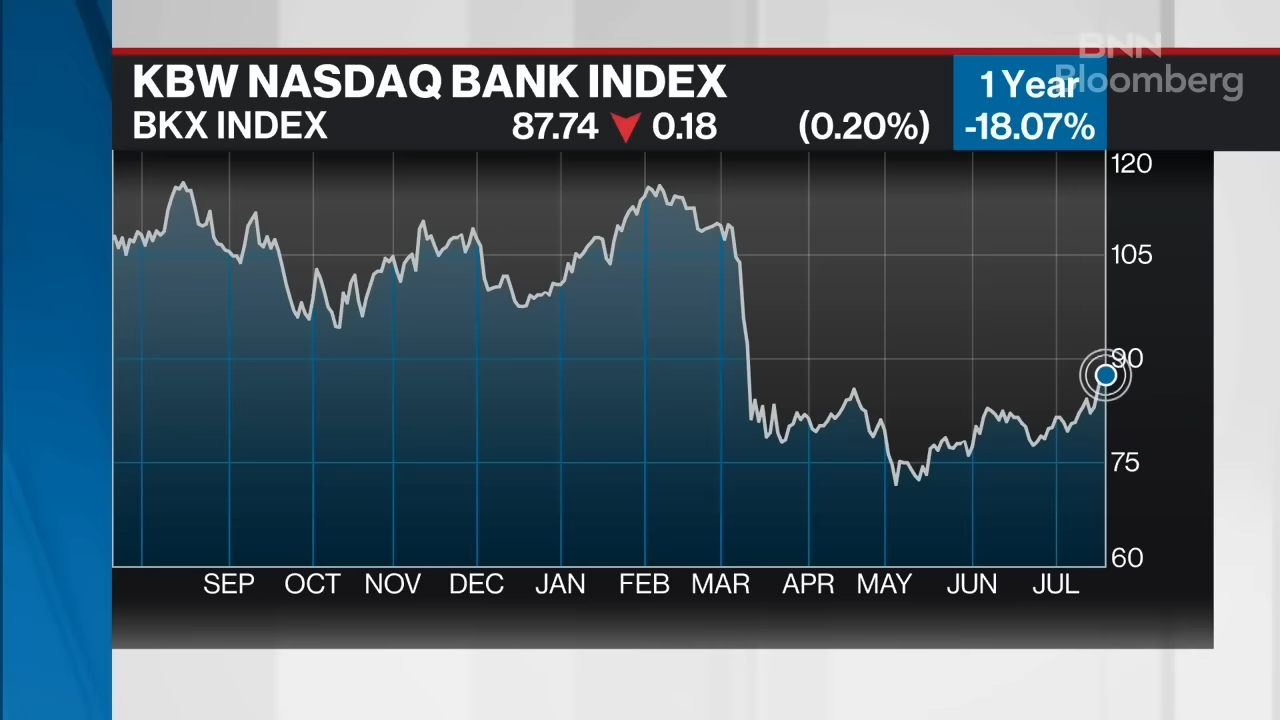 BNN
Bloomberg
KBW NASDAQ BANK INDEX
1 Year
BKX INDEX 87.74 ▼ 0.18 (0.20%) -18.07%
120
105
90
75
60
SEP OCT NOV DEC JAN FEB MAR APR MAY JUN JUL